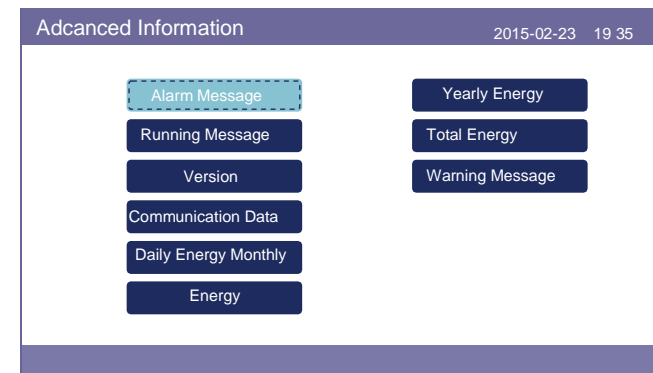 Adcanced Information
2015-02-23 19 35
Alarm Message
Running Message
Version
Communication Data
Daily Energy Monthly
Energy
Yearly Energy
Total Energy
Warning Message